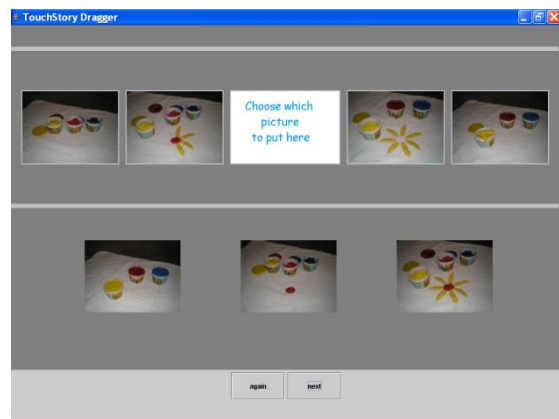 TouchStory Dragger
Choose which
picture
to put here
again
next